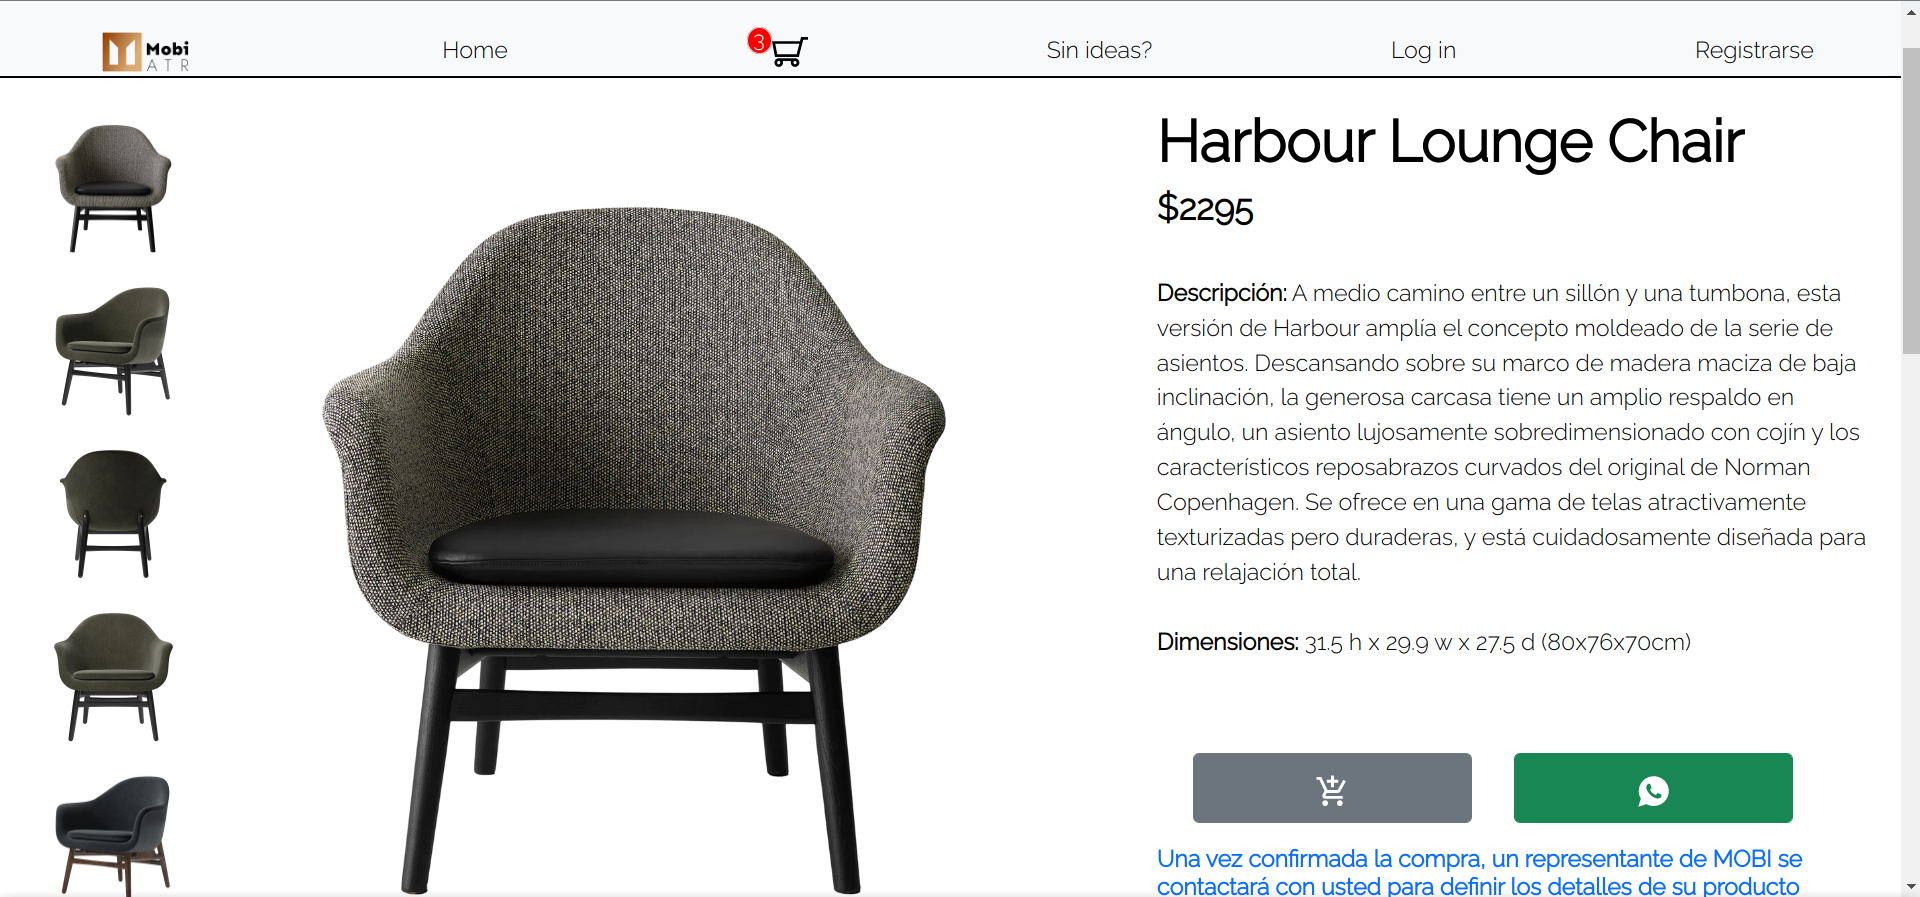 Mobi
ATR
Home
3
Sin ideas?
Log in
Registrarse
Harbour Lounge Chair
$2295
Descripción: A medio camino entre un sillón y una tumbona, esta
versión de Harbour amplía el concepto moldeado de la serie de
asientos. Descansando sobre su marco de madera maciza de baja
inclinación, la generosa carcasa tiene un amplio respaldo en
ángulo, un asiento lujosamente sobredimensionado con cojín y los
característicos reposabrazos curvados del original de Norman
Copenhagen. Se ofrece en una gama de telas atractivamente
texturizadas pero duraderas, y está cuidadosamente diseñada para
una relajación total.
Dimensiones: 31.5 h x 29.9 w x 27.5 d (80x76x70cm)
Una vez confirmada la compra, un representante de MOBI se
contactará con usted para definir los detalles de su producto